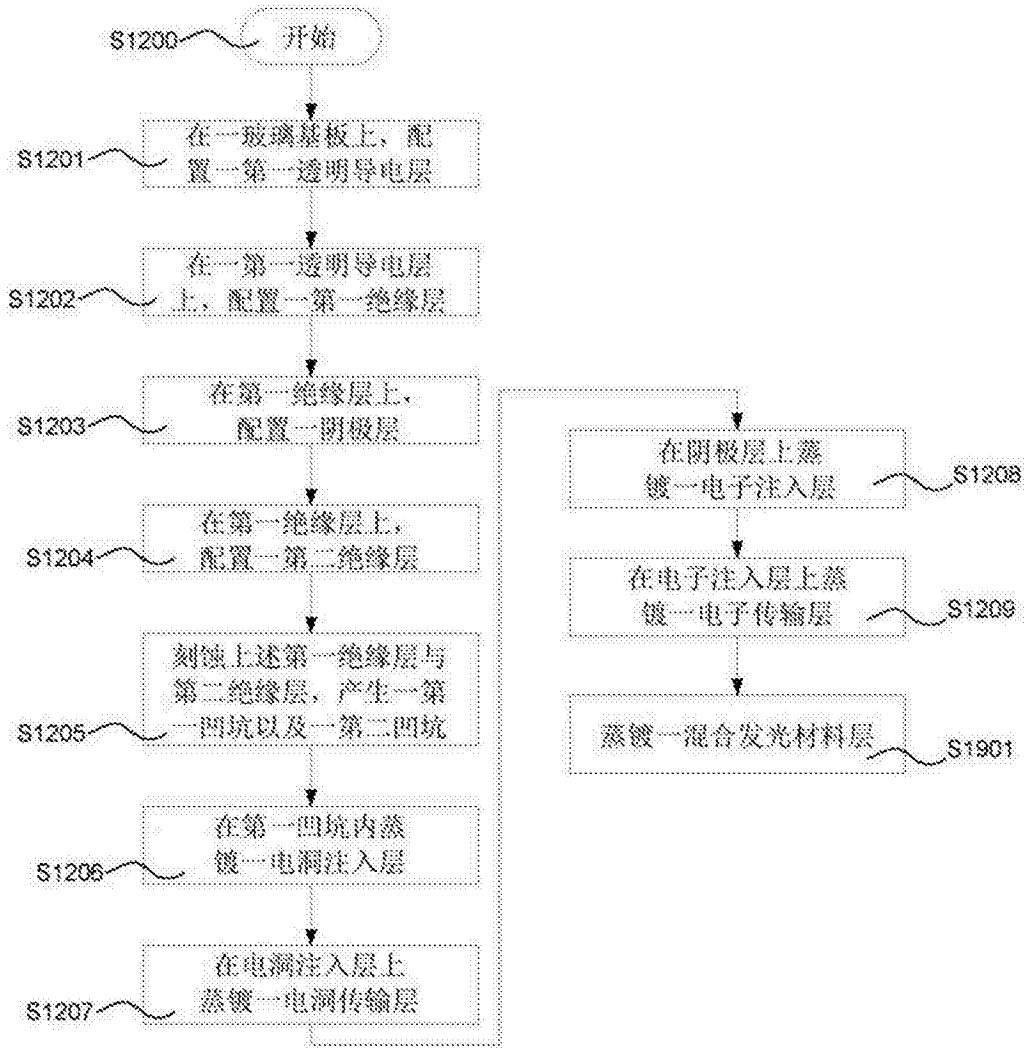 S1200
开始
S1201
在一玻璃基板上，配
置一第一透明导电层
S1202
在一第一透明导电层
上，配置一第一绝缘层
S1203
在第一绝缘层上，
配置一阴极层
S1204
在第一绝缘层上，
配置一第二绝缘层
S1205
刻蚀上述第一绝缘层与
第二绝缘层，产生一第
一凹坑以及一第二凹坑
S1206
在第一凹坑内蒸
镀一电洞注入层
S1207
在电洞注入层上
蒸镀一电洞传输层
在阴极层上蒸
镀一电子注入层
S1208
在电子注入层上蒸
镀一电子传输层
S1209
蒸镀一混合发光材料层
S1901